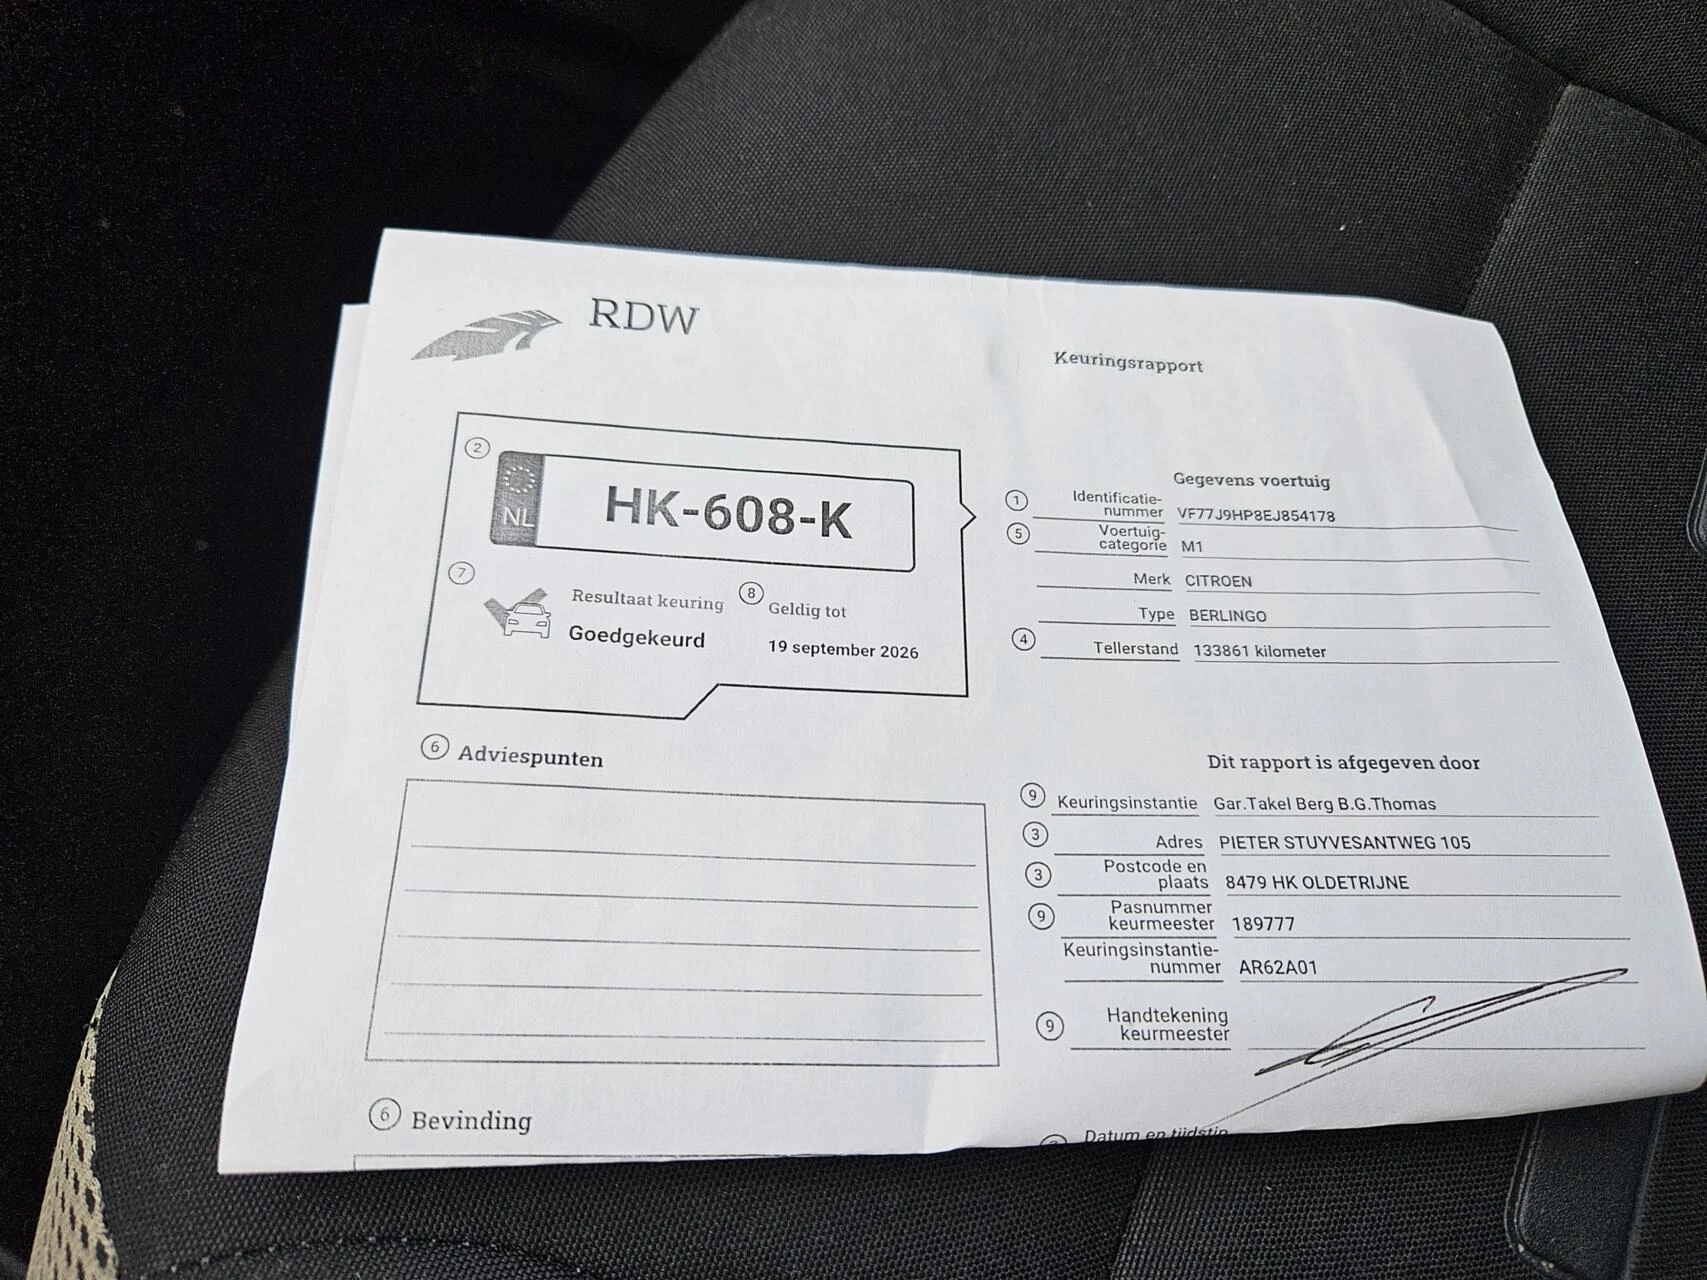 RDW
Keuringsrapport
2
NL
HK-608-K
7
Resultaat keuring
Goedgekeurd
8
Geldig tot
19 september 2026
Gegevens voertuig
1 Identificatie-
nummer VF77J9HP8EJ854178
5 Voertuig-
categorie M1
Merk CITROEN
Type BERLINGO
4 Tellerstand 133861 kilometer
6 Adviespunten
Dit rapport is afgegeven door
9 Keuringsinstantie Gar.Takel Berg B.G.Thomas
3 Adres PIETER STUYVESANTWEG 105
3 Postcode en
plaats 8479 HK OLDETRIJNE
9 Pasnummer
keurmeester 189777
Keuringsinstantie-
nummer AR62A01
9 Handtekening
keurmeester
6 Bevinding
Datum en tijdstip